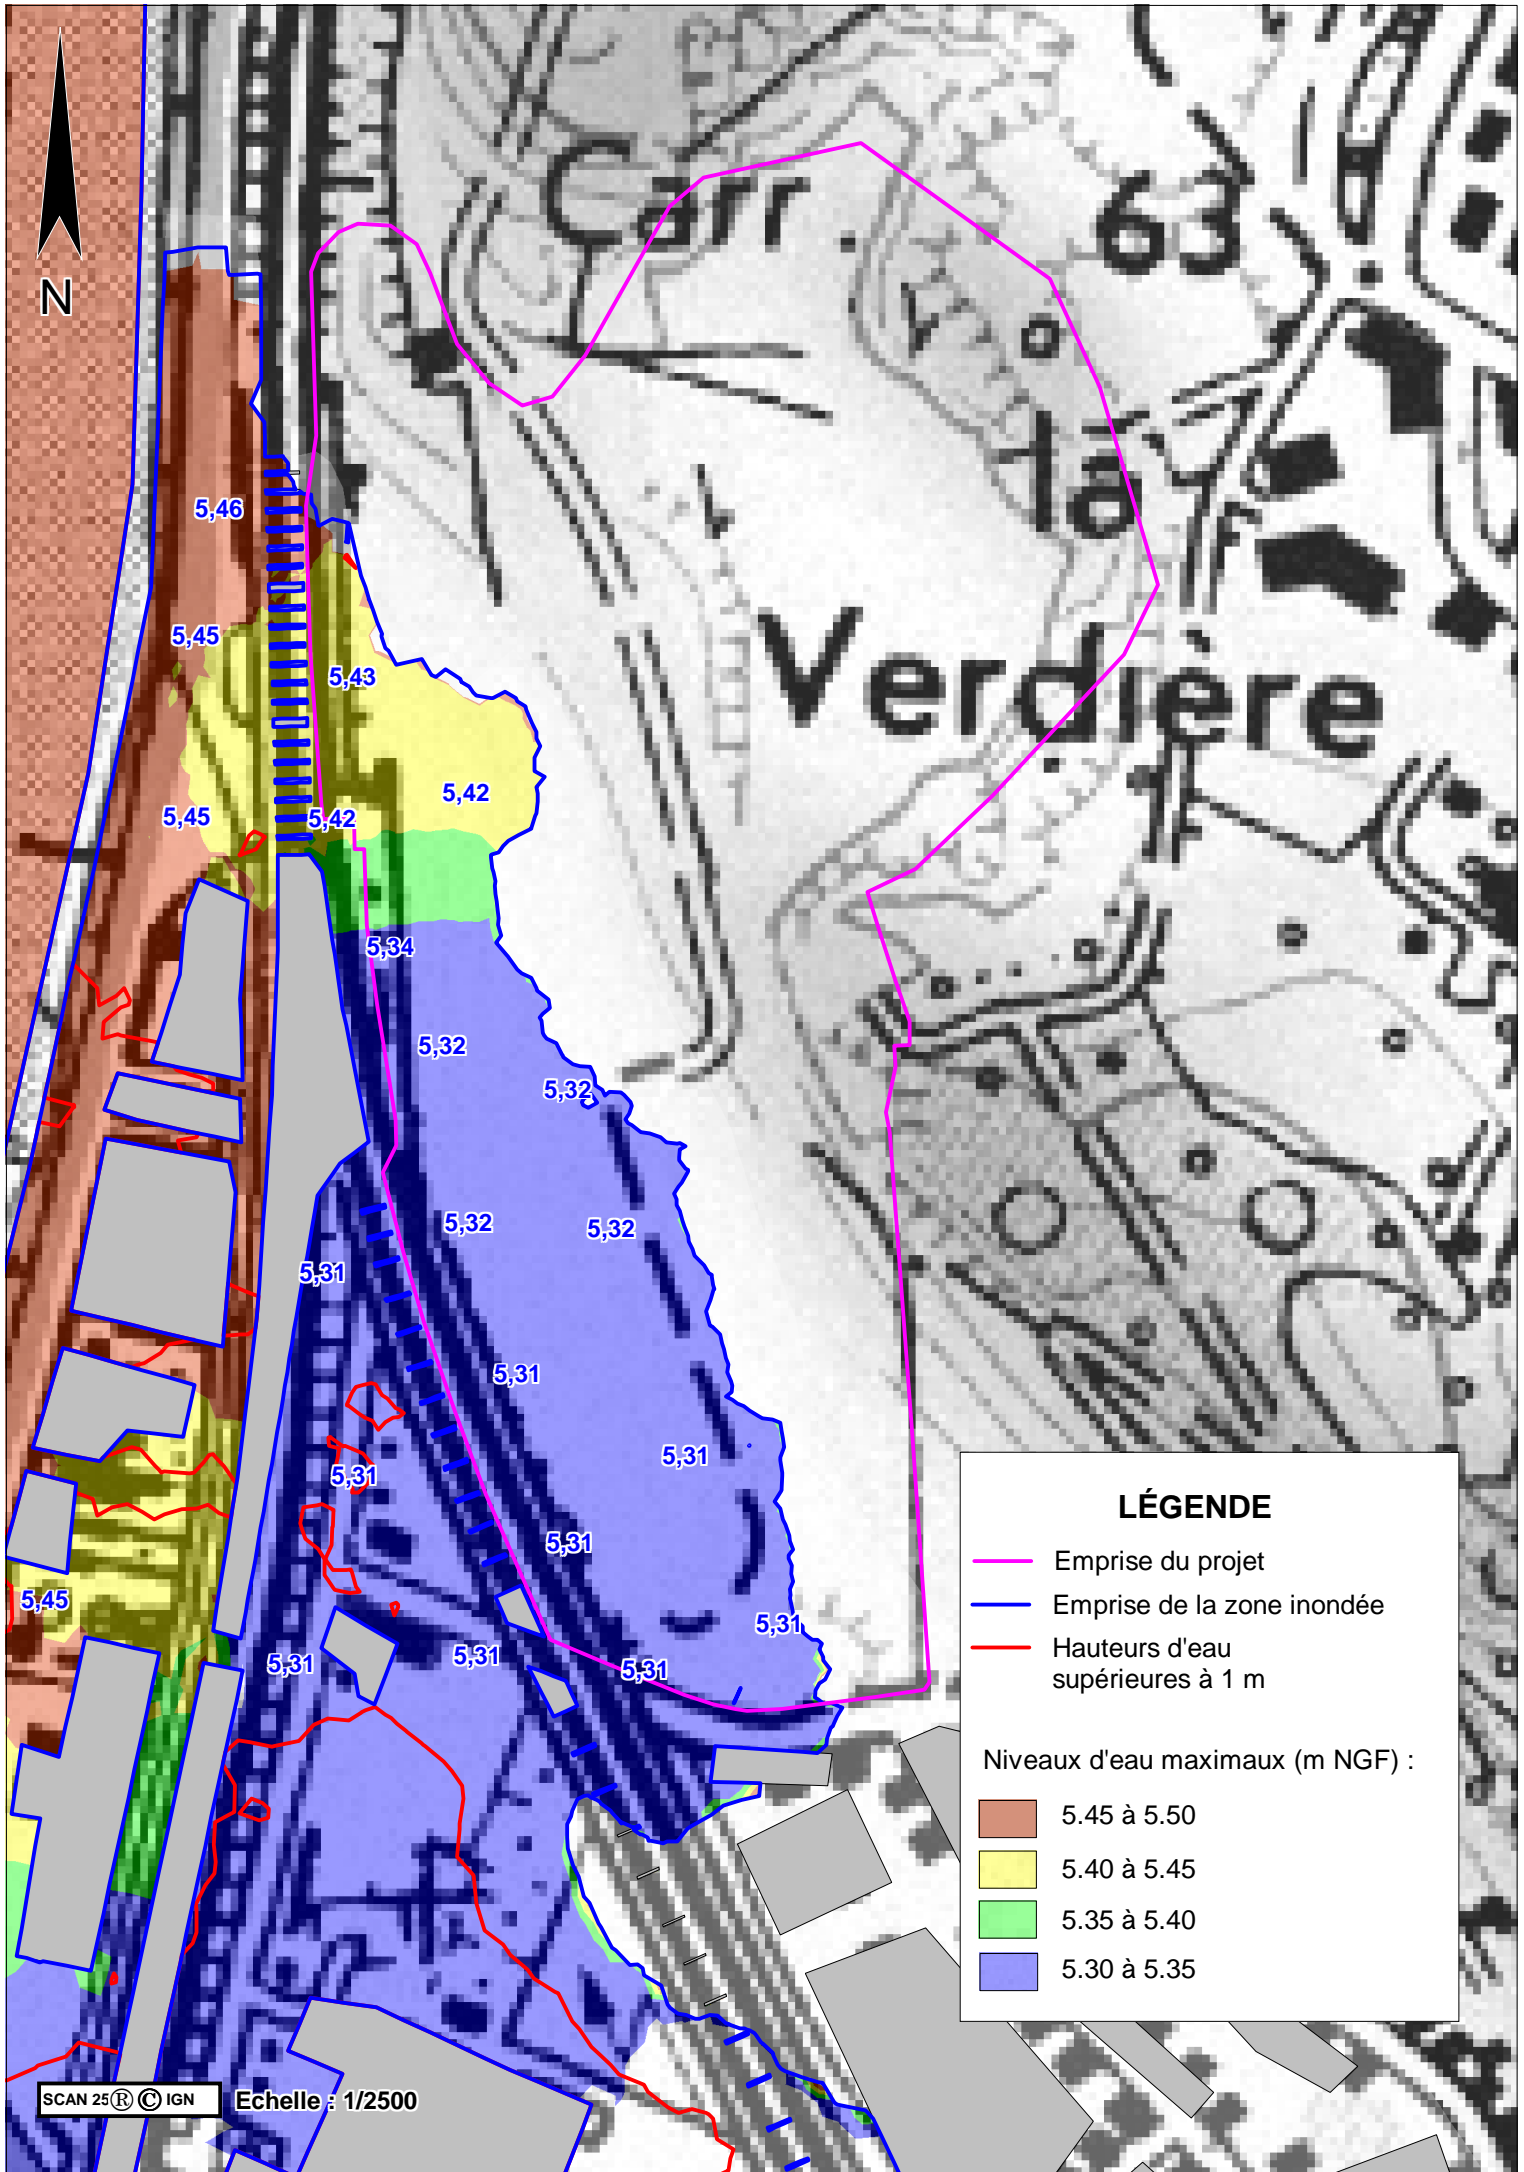 Carr.
63
N
la
5,46
5,45
5,43
Verdière
5,45
5,42
5,42
5,34
5,32
5,32
5,32
5,32
5,31
5,31
5,31
5,31
5,31
5,45
5,31
5,31
5,31
5,31
LÉGENDE
Emprise du projet
Emprise de la zone inondée
Hauteurs d'eau
supérieures à 1 m
Niveaux d'eau maximaux (m NGF) :
5.45 à 5.50
5.40 à 5.45
5.35 à 5.40
5.30 à 5.35
SCAN 25® © IGN
Echelle : 1/2500